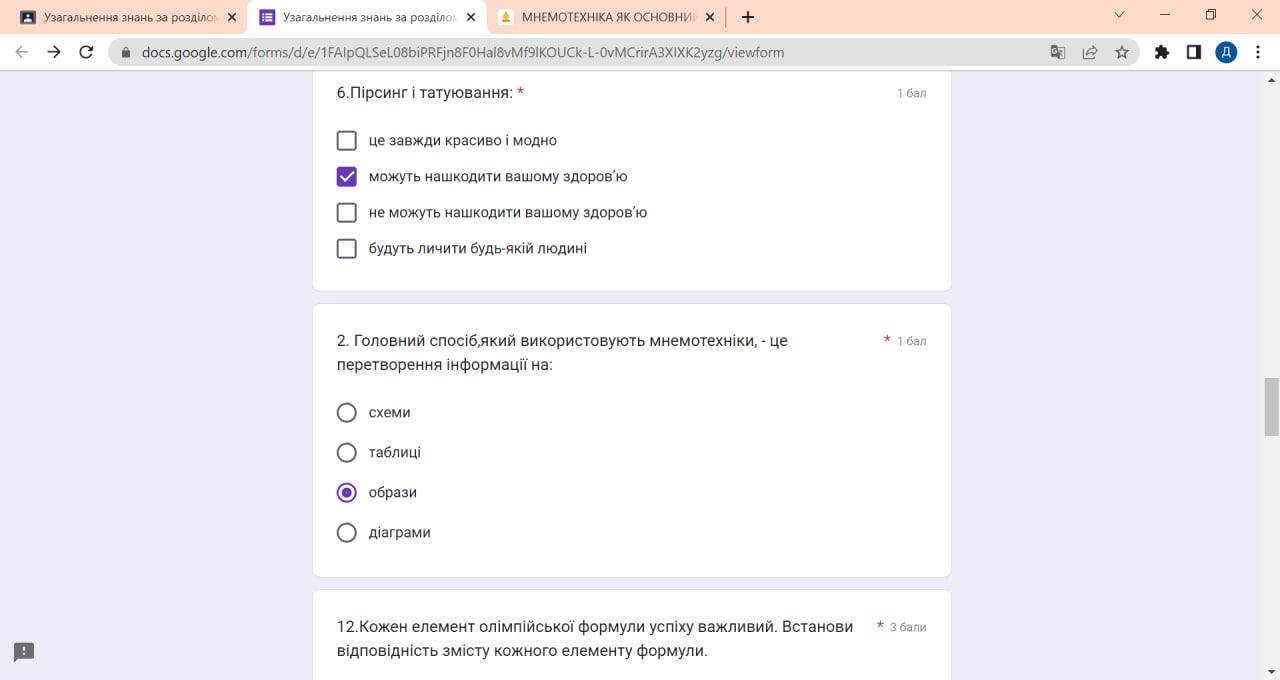 Узагальнення знань за розділо
Узагальнення знань за розділо
МНЕМОТЕХНІКА ЯК ОСНОВНИ
docs.google.com/forms/d/e/1FAIpQLSeL08biPRFjn8F0Hal8vMf9lKOUCk-L-0vMCrirA3XIXK2yzg/viewform
Д
6.Пірсинг і татуювання: *
1 бал
це завжди красиво і модно
можуть нашкодити вашому здоров’ю
не можуть нашкодити вашому здоров’ю
будуть личити будь-якій людині
2. Головний спосіб,який використовують мнемотехніки, - це
* 1 бал
перетворення інформації на:
схеми
таблиці
образи
діаграми
12.Кожен елемент олімпійської формули успіху важливий. Встанови
* 3 бали
відповідність змісту кожного елементу формули.